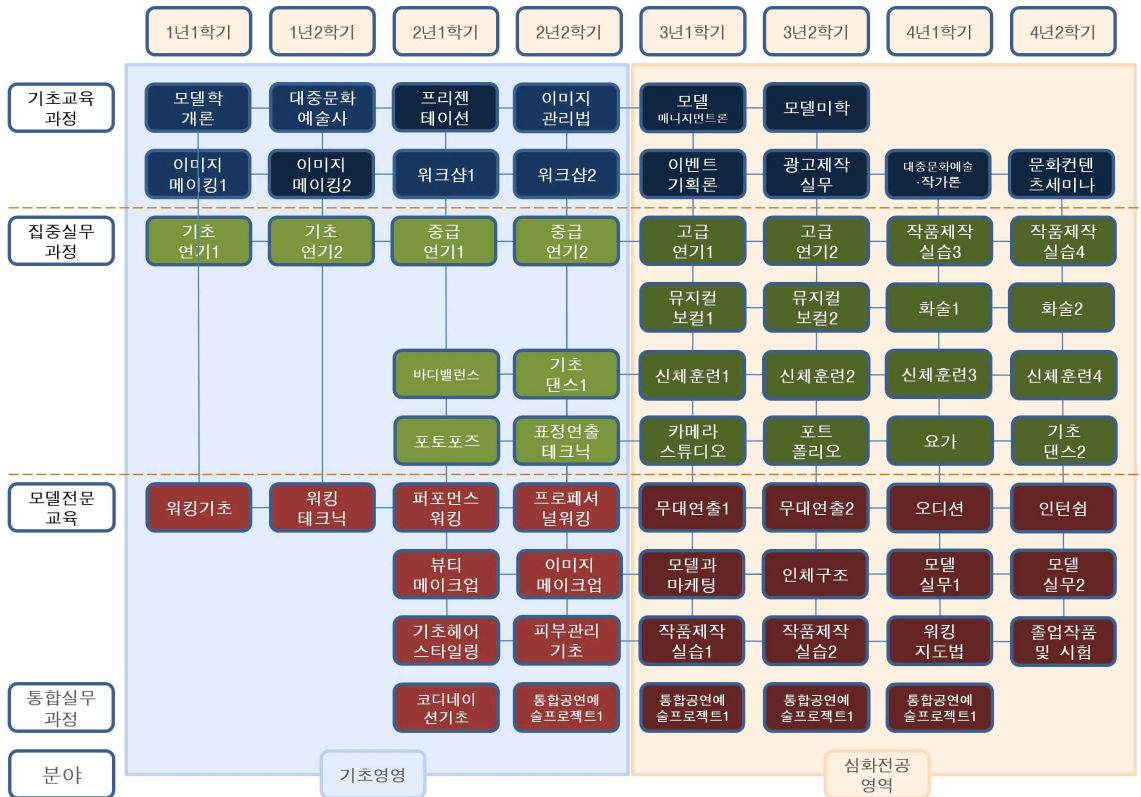 1년1학기
1년2학기
2년1학기
2년2학기
3년1학기
3년2학기
4년1학기
4년2학기
기초교육
과정
모델학
개론
대중문화
예술사
프리젠
테이션
이미지
관리법
모델
매니지먼트론
모델미학
이미지
메이킹1
이미지
메이킹2
워크샵1
워크샵2
이벤트
기획론
광고제작
실무
대중문화예술
·작가론
문화컨텐
츠세미나
집중실무
과정
기초
연기1
기초
연기2
중급
연기1
중급
연기2
고급
연기1
고급
연기2
작품제작
실습3
작품제작
실습4
뮤지컬
보컬1
뮤지컬
보컬2
화술1
화술2
바디밸런스
기초
댄스1
신체훈련1
신체훈련2
신체훈련3
신체훈련4
포토포즈
표정연출
테크닉
카메라
스튜디오
포트
폴리오
요가
기초
댄스2
모델전문
교육
워킹기초
워킹
테크닉
퍼포먼스
워킹
프로페셔
널워킹
무대연출1
무대연출2
오디션
인턴쉽
뷰티
메이크업
이미지
메이크업
모델과
마케팅
인체구조
모델
실무1
모델
실무2
기초헤어
스타일링
피부관리
기초
작품제작
실습1
작품제작
실습2
워킹
지도법
졸업작품
및 시험
통합실무
과정
코디네이
션기초
통합공연예
술프로젝트1
통합공연예
술프로젝트1
통합공연예
술프로젝트1
통합공연예
술프로젝트1
분야
기초영영
심화전공
영역